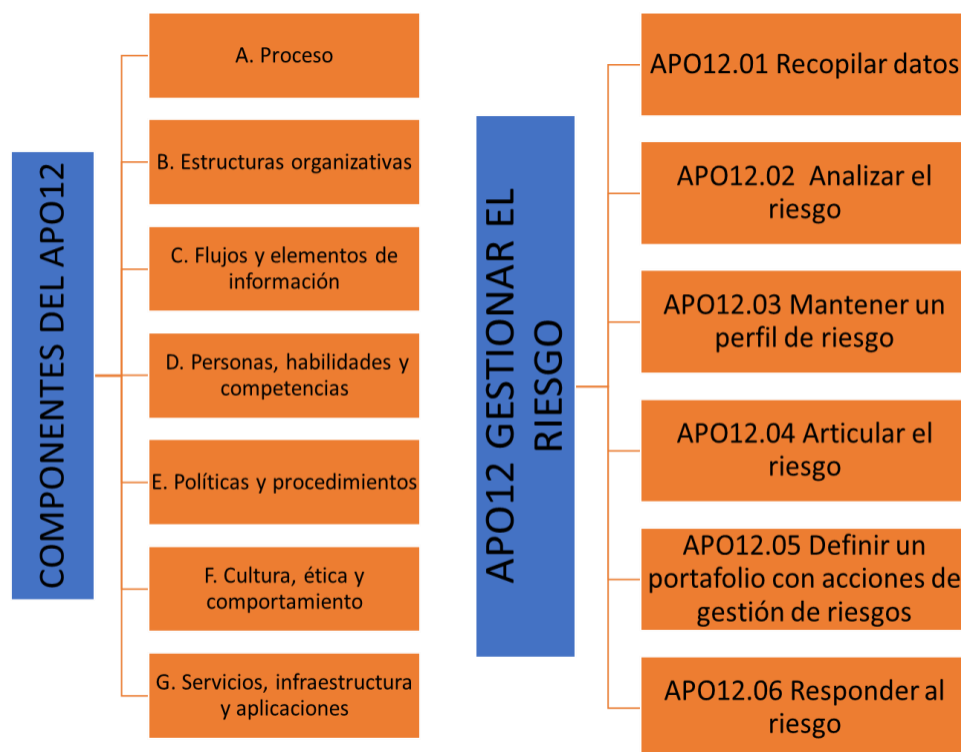 COMPONENTES DEL APO12
A. Proceso
B. Estructuras organizativas
C. Flujos y elementos de
información
D. Personas, habilidades y
competencias
E. Políticas y procedimientos
F. Cultura, ética y
comportamiento
G. Servicios, infraestructura
y aplicaciones
APO12 GESTIONAR EL
RIESGO
APO12.01 Recopilar datos
APO12.02 Analizar el
riesgo
APO12.03 Mantener un
perfil de riesgo
APO12.04 Articular el
riesgo
APO12.05 Definir un
portafolio con acciones de
gestión de riesgos
APO12.06 Responder al
riesgo